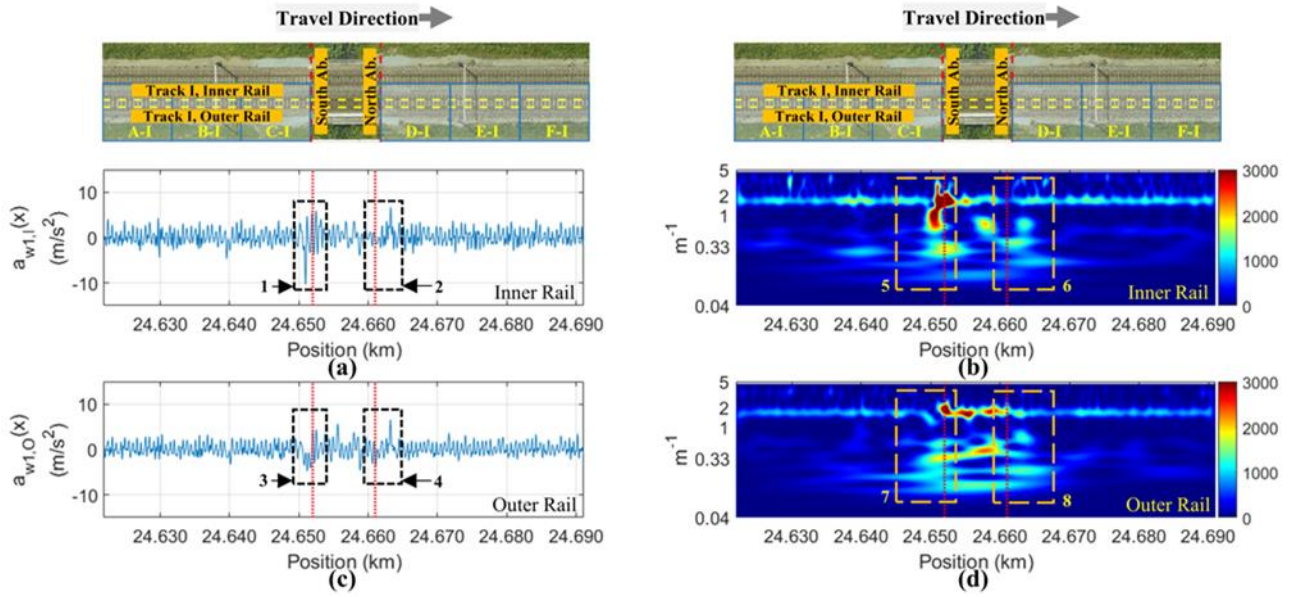 Travel Direction
South Ab.
North Ab.
Track I, Inner Rail
Track I, Outer Rail
A-I B-I C-I D-I E-I F-I
10
0
-10
a_w1,I(x)
(m/s²)
1
2
Inner Rail
24.630 24.640 24.650 24.660 24.670 24.680 24.690
Position (km)
(a)
Travel Direction
South Ab.
North Ab.
Track I, Inner Rail
Track I, Outer Rail
A-I B-I C-I D-I E-I F-I
5
2
1
0.33
0.04
m⁻¹
5
6
Inner Rail
3000
2000
1000
0
24.630 24.640 24.650 24.660 24.670 24.680 24.690
Position (km)
(b)
10
0
-10
a_w1,O(x)
(m/s²)
3
4
Outer Rail
24.630 24.640 24.650 24.660 24.670 24.680 24.690
Position (km)
(c)
5
2
1
0.33
0.04
m⁻¹
7
8
Outer Rail
3000
2000
1000
0
24.630 24.640 24.650 24.660 24.670 24.680 24.690
Position (km)
(d)